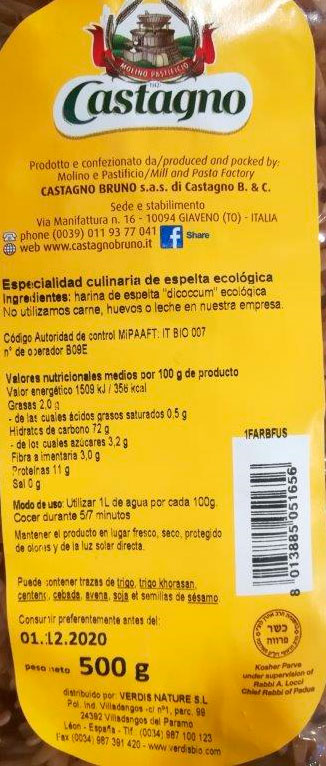 MOLINO PASTIFICIO
Castagno
Prodotto e confezionato da/produced and packed by:
Molino e Pastificio/Mill and Pasta Factory
CASTAGNO BRUNO s.a.s. di Castagno B. & C.
Sede e stabilimento
Via Manifattura n. 16 - 10094 GIAVENO (TO) - ITALIA
phone (0039) 011 93 77 041
web www.castagnobruno.it
f Share
Especialidad culinaria de espelta ecológica
Ingredientes: harina de espelta "dicoccum" ecológica
No utilizamos carne, huevos o leche en nuestra empresa.
Código Autoridad de control MiPAAFT: IT BIO 007
n° de operador B09E
Valores nutricionales medios por 100 g de producto
Valor energético 1509 kJ / 356 kcal
Grasas 2,0 g
- de las cuales ácidos grasos saturados 0,5 g
Hidratos de carbono 72 g
- de los cuales azúcares 3,2 g
Fibra alimentaria 3,0 g
Proteínas 11 g
Sal 0 g
1FARBFUS
8 013885 051656
Modo de uso: Utilizar 1L de agua por cada 100g.
Cocer durante 5/7 minutos
Mantener el producto en lugar fresco, seco, protegido
de olores y de la luz solar directa.
Puede contener trazas de trigo, trigo khorasan,
centeno, cebada, avena, soja et semillas de sésamo.
Consumir preferentemente antes del:
01.12.2020
peso neto 500 g
כשר
פרווה
Kosher Parve
under supervision of
Rabbi A. Locci
Chief Rabbi of Padua
distribuido por: VERDIS NATURE S.L
Pol. Ind. Villadangos -c/ nº1, parc. 99
24392 Villadangos del Paramo
Léon - España - Tlf : (0034) 987 100 123
Fax (0034) 987 391 420 - www.verdisbio.com